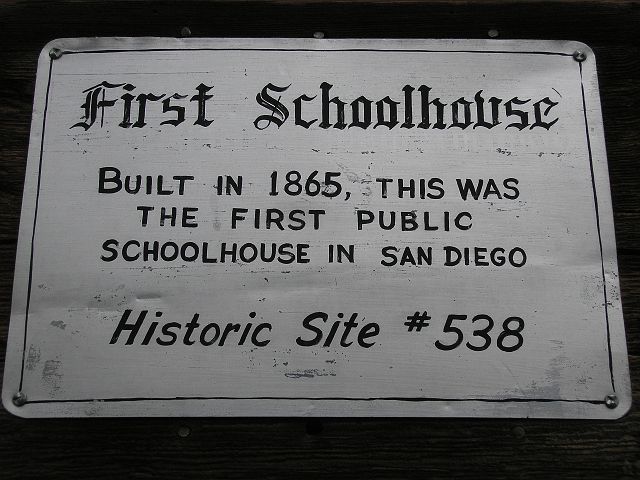 First Schoolhouse
BUILT IN 1865, THIS WAS
THE FIRST PUBLIC
SCHOOLHOUSE IN SAN DIEGO
Historic Site #538